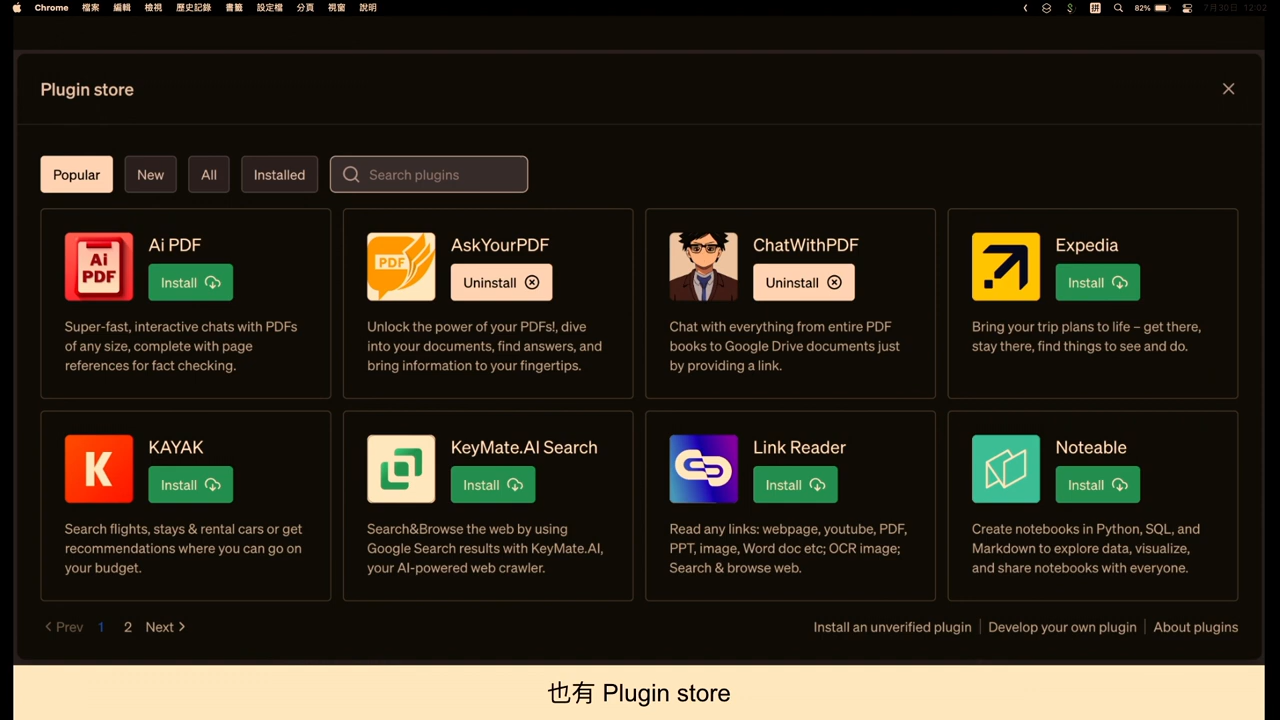 Chrome 檔案 編輯 檢視 歷史記錄 書籤 設定檔 分頁 視窗 說明 拼 82% 7月30日 12:02
Plugin store
Popular New All Installed Search plugins
Ai PDF
Ai PDF
Install
Super-fast, interactive chats with PDFs
of any size, complete with page
references for fact checking.
PDF
AskYourPDF
Uninstall
Unlock the power of your PDFs!, dive
into your documents, find answers, and
bring information to your fingertips.
ChatWithPDF
Uninstall
Chat with everything from entire PDF
books to Google Drive documents just
by providing a link.
Expedia
Install
Bring your trip plans to life – get there,
stay there, find things to see and do.
K
KAYAK
Install
Search flights, stays & rental cars or get
recommendations where you can go on
your budget.
KeyMate.AI Search
Install
Search&Browse the web by using
Google Search results with KeyMate.AI,
your AI-powered web crawler.
Link Reader
Install
Read any links: webpage, youtube, PDF,
PPT, image, Word doc etc; OCR image;
Search & browse web.
Noteable
Install
Create notebooks in Python, SQL, and
Markdown to explore data, visualize,
and share notebooks with everyone.
Prev 1 2 Next
Install an unverified plugin | Develop your own plugin | About plugins
也有 Plugin store